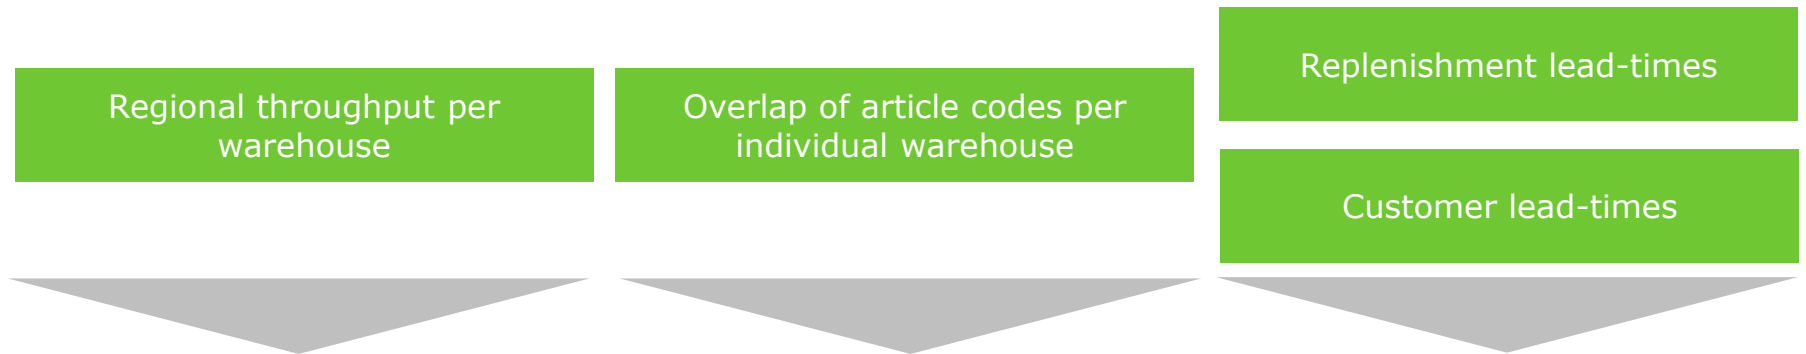 Regional throughput per
warehouse
Overlap of article codes per
individual warehouse
Replenishment lead-times
Customer lead-times